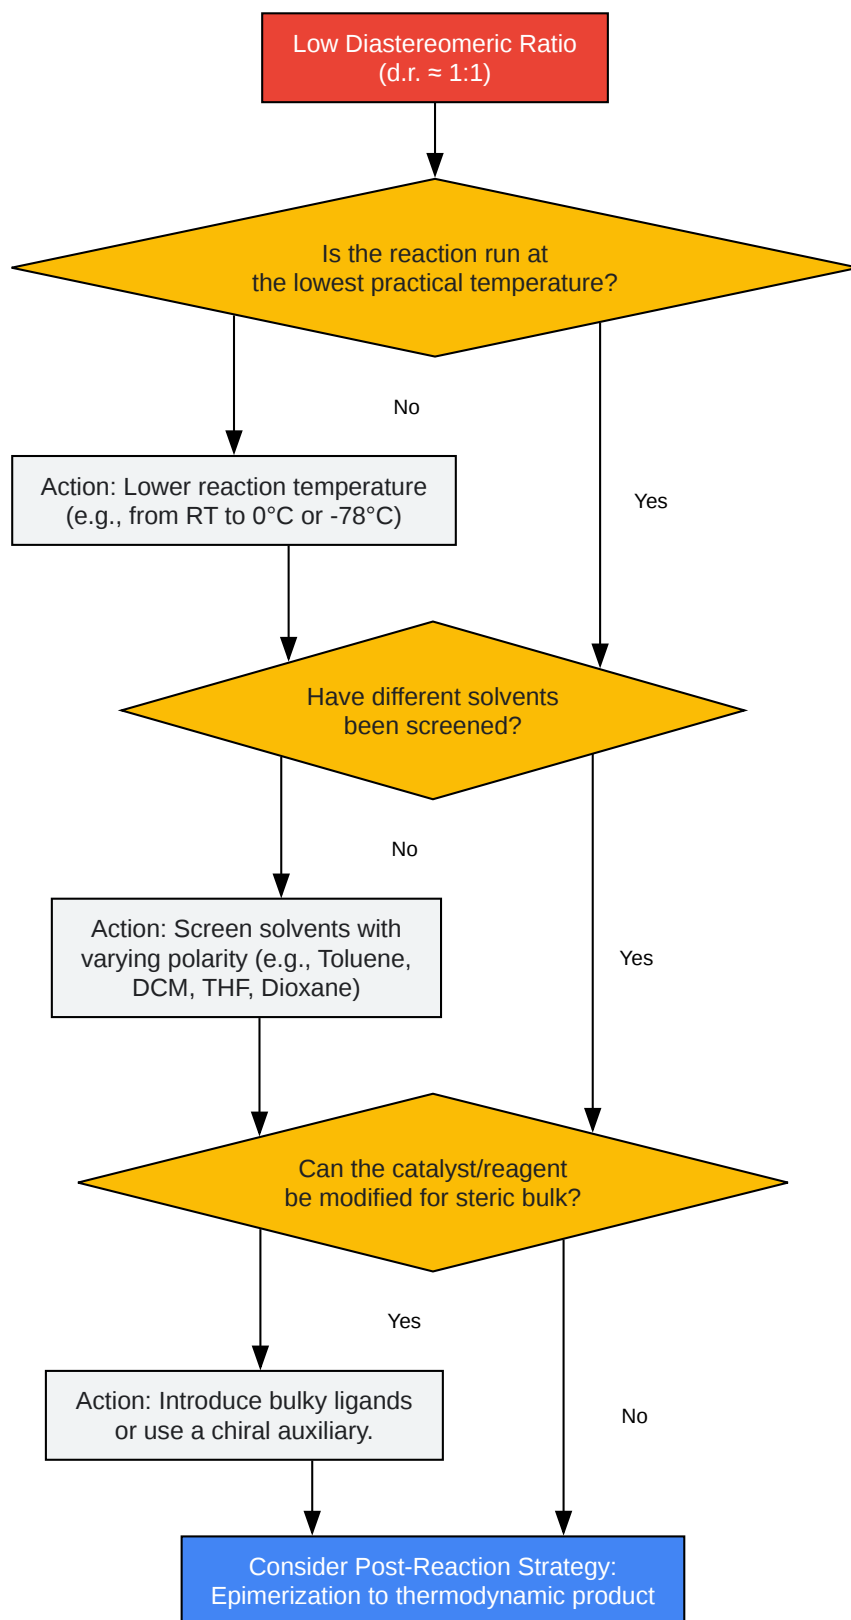 Low Diastereomeric Ratio
(d.r. ≈ 1:1)
Is the reaction run at
the lowest practical temperature?
No
Action: Lower reaction temperature
(e.g., from RT to 0°C or -78°C)
Yes
Have different solvents
been screened?
No
Action: Screen solvents with
varying polarity (e.g., Toluene,
DCM, THF, Dioxane)
Yes
Can the catalyst/reagent
be modified for steric bulk?
Yes
Action: Introduce bulky ligands
or use a chiral auxiliary.
No
Consider Post-Reaction Strategy:
Epimerization to thermodynamic product